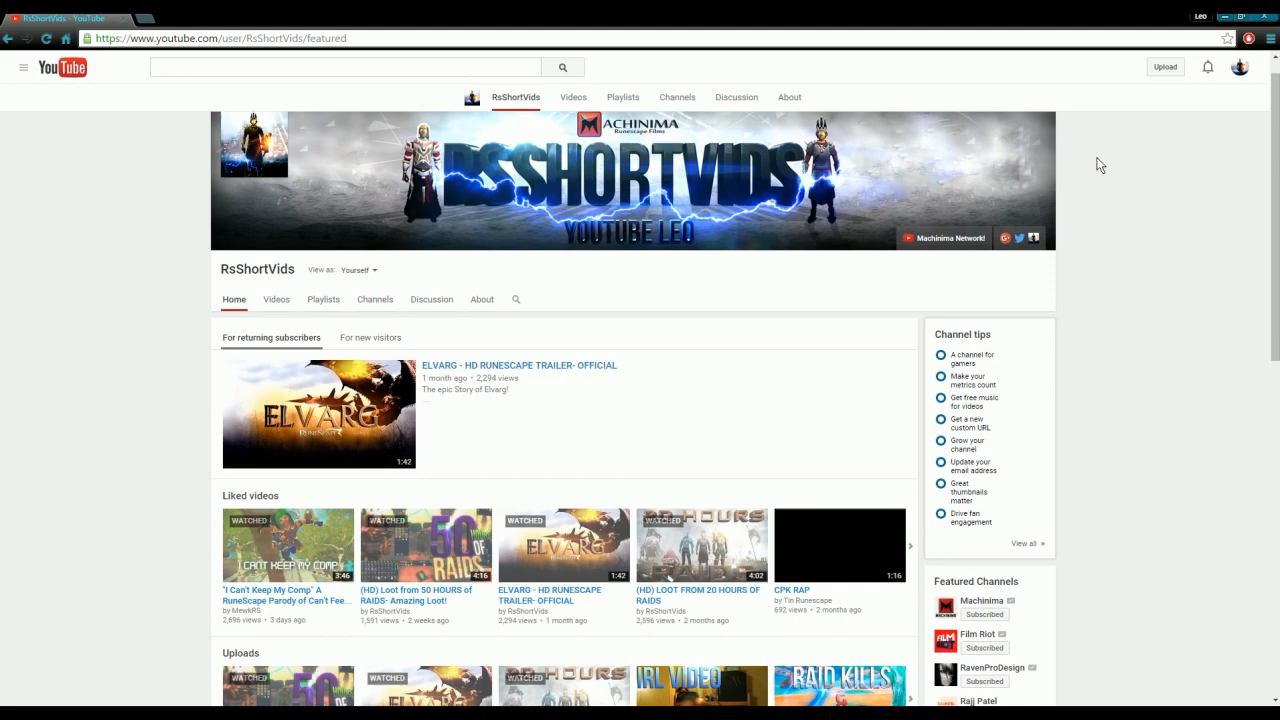 RsShortVids - YouTube
Leo
https://www.youtube.com/user/RsShortVids/featured
YouTube
Upload
RsShortVids Videos Playlists Channels Discussion About
MACHINIMA
Runescape Films
RSSHORTVIDS
YOUTUBE LEO
Machinima Network!
RsShortVids View as: Yourself
Home Videos Playlists Channels Discussion About
For returning subscribers For new visitors
ELVARG
RUNESCAPE
1:42
ELVARG - HD RUNESCAPE TRAILER- OFFICIAL
1 month ago • 2,294 views
The epic Story of Elvarg!
...
Liked videos
WATCHED
I CAN'T KEEP MY COMP
3:46
"I Can't Keep My Comp" A
RuneScape Parody of Can't Fee...
by MewkRS
2,696 views • 3 days ago
WATCHED
50 HOURS
OF
RAIDS
4:16
(HD) Loot from 50 HOURS of
RAIDS- Amazing Loot!
by RsShortVids
1,591 views • 2 weeks ago
WATCHED
ELVARG
1:42
ELVARG - HD RUNESCAPE
TRAILER- OFFICIAL
by RsShortVids
2,294 views • 1 month ago
WATCHED
20 HOURS
4:02
(HD) LOOT FROM 20 HOURS OF
RAIDS
by RsShortVids
2,596 views • 2 months ago
1:16
CPK RAP
by Tin Runescape
692 views • 2 months ago
Uploads
WATCHED
50
WATCHED
WATCHED
HOURS
IRL VIDEO
RAID KILLS
Channel tips
A channel for
gamers
Make your
metrics count
Get free music
for videos
Get a new
custom URL
Grow your
channel
Update your
email address
Great
thumbnails
matter
Drive fan
engagement
View all »
Featured Channels
Machinima
Subscribed
FILM
RIOT
Film Riot
Subscribed
RavenProDesign
Subscribed
Rajj Patel